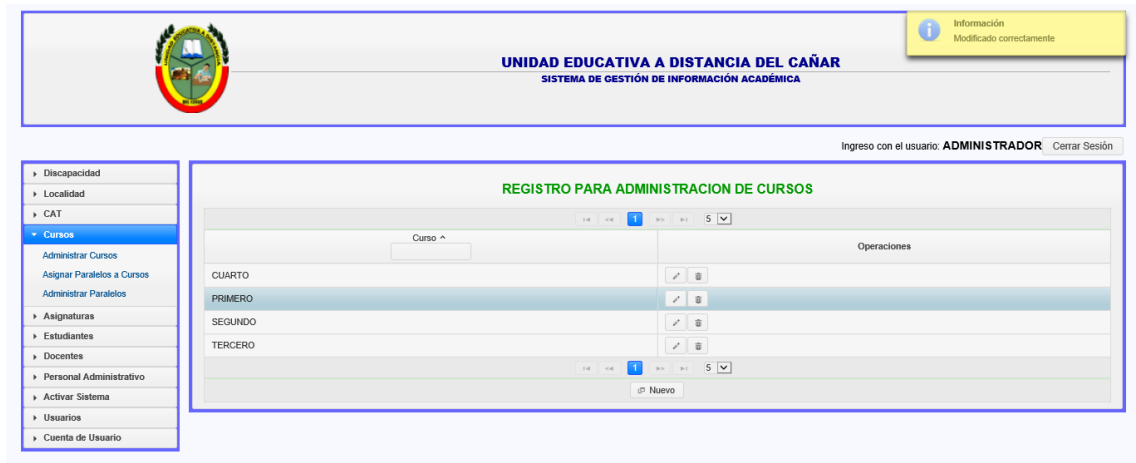 Información
Modificado correctamente
UNIDAD EDUCATIVA A DISTANCIA DEL CAÑAR
SISTEMA DE GESTIÓN DE INFORMACIÓN ACADÉMICA
Ingreso con el usuario: ADMINISTRADOR Cerrar Sesión
Discapacidad
Localidad
CAT
Cursos
Administrar Cursos
Asignar Paralelos a Cursos
Administrar Paralelos
Asignaturas
Estudiantes
Docentes
Personal Administrativo
Activar Sistema
Usuarios
Cuenta de Usuario
REGISTRO PARA ADMINISTRACION DE CURSOS
1 5
Curso Operaciones
CUARTO
PRIMERO
SEGUNDO
TERCERO
1 5
Nuevo